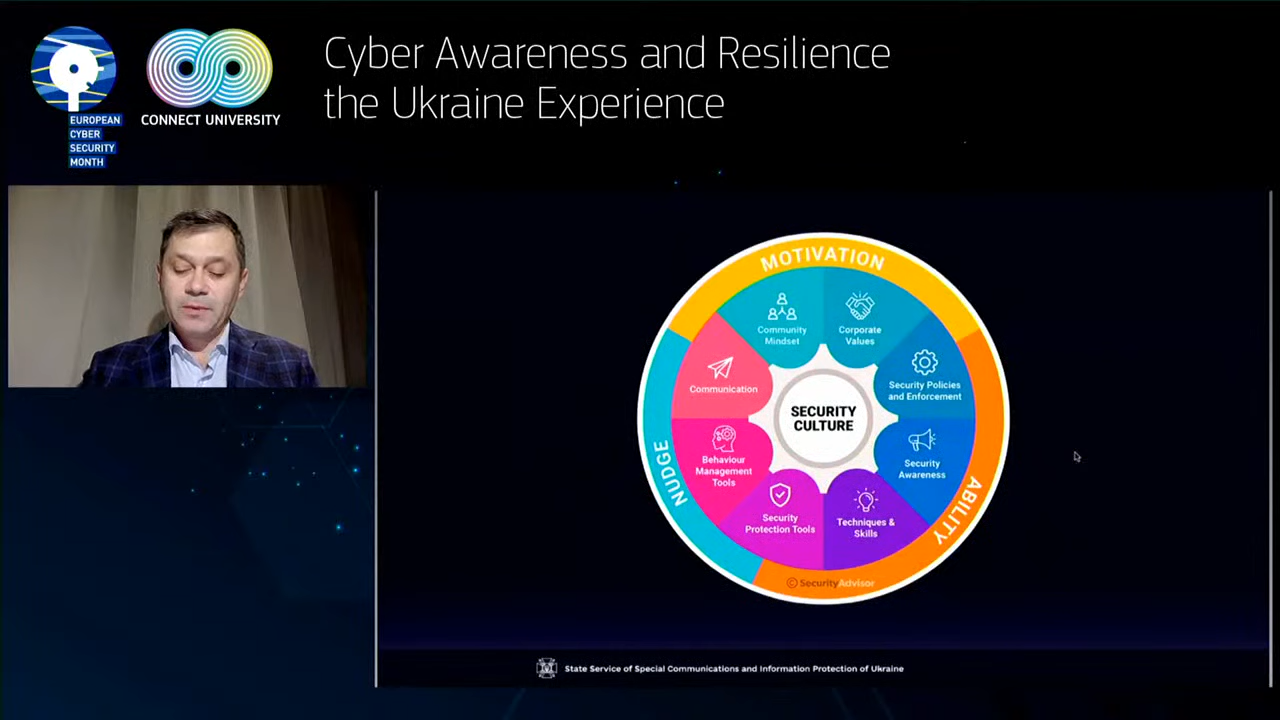 Cyber Awareness and Resilience
the Ukraine Experience
EUROPEAN
CYBER
SECURITY
MONTH
CONNECT UNIVERSITY
MOTIVATION
Community
Mindset
Corporate
Values
Communication
Security Policies
and Enforcement
SECURITY
CULTURE
NUDGE
Behaviour
Management
Tools
Security
Awareness
ABILITY
Security
Protection Tools
Techniques &
Skills
© SecurityAdvisor
State Service of Special Communications and Information Protection of Ukraine